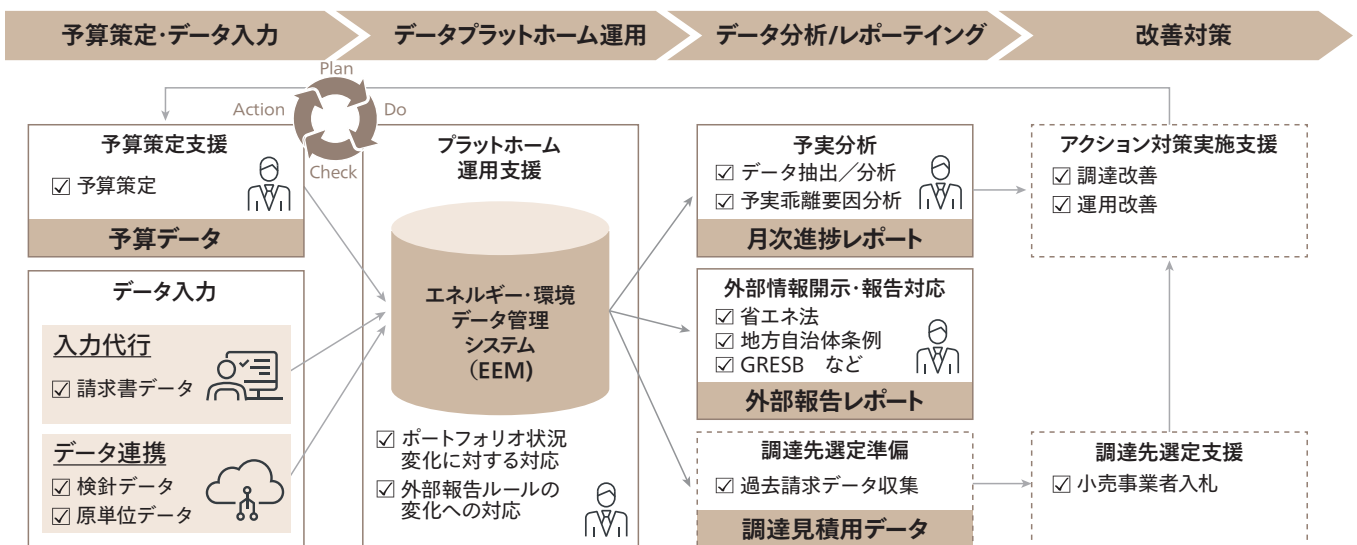 予算策定・データ入力
データプラットホーム運用
データ分析/レポーテイング
改善対策
Plan
Action
Do
Check
予算策定支援
予算策定
予算データ
データ入力
入力代行
請求書データ
データ連携
検針データ
原単位データ
プラットホーム
運用支援
エネルギー・環境
データ管理
システム
（EEM)
ポートフォリオ状況
変化に対する対応
外部報告ルールの
変化への対応
予実分析
データ抽出／分析
予実乖離要因分析
月次進捗レポート
外部情報開示・報告対応
省エネ法
地方自治体条例
GRESB　など
外部報告レポート
調達先選定準備
過去請求データ収集
調達見積用データ
アクション対策実施支援
調達改善
運用改善
調達先選定支援
小売事業者入札